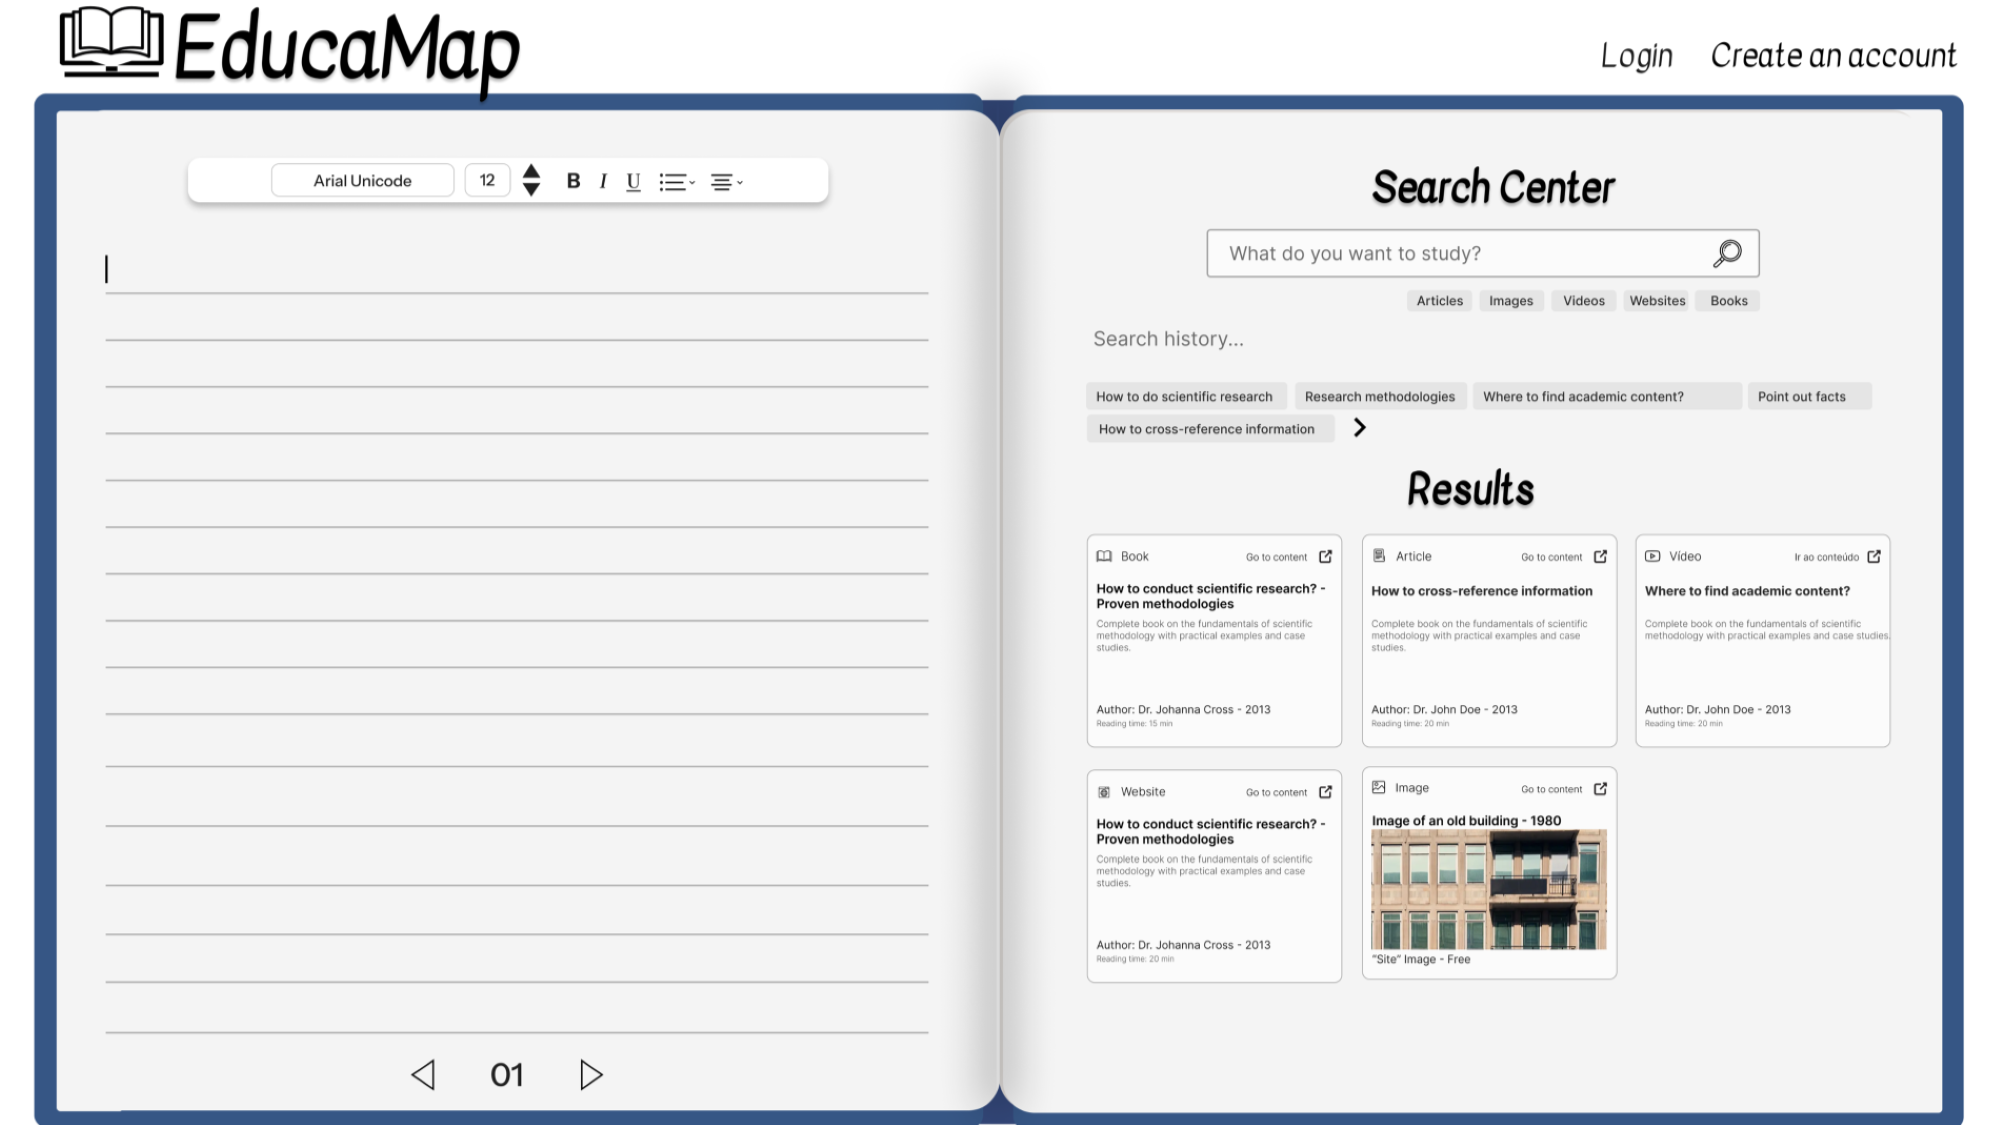 EducaMap
Login
Create an account
Arial Unicode
12
B I U
Search Center
What do you want to study?
Articles
Images
Videos
Websites
Books
Search history...
How to do scientific research
Research methodologies
Where to find academic content?
Point out facts
How to cross-reference information
Results
Book
Go to content
How to conduct scientific research? -
Proven methodologies
Complete book on the fundamentals of scientific
methodology with practical examples and case
studies.
Author: Dr. Johanna Cross - 2013
Reading time: 15 min
Article
Go to content
How to cross-reference information
Complete book on the fundamentals of scientific
methodology with practical examples and case
studies.
Author: Dr. John Doe - 2013
Reading time: 20 min
Vídeo
Ir ao conteúdo
Where to find academic content?
Complete book on the fundamentals of scientific
methodology with practical examples and case studies.
Author: Dr. John Doe - 2013
Reading time: 20 min
Website
Go to content
How to conduct scientific research? -
Proven methodologies
Complete book on the fundamentals of scientific
methodology with practical examples and case
studies.
Author: Dr. Johanna Cross - 2013
Reading time: 20 min
Image
Go to content
Image of an old building - 1980
"Site" Image - Free
01